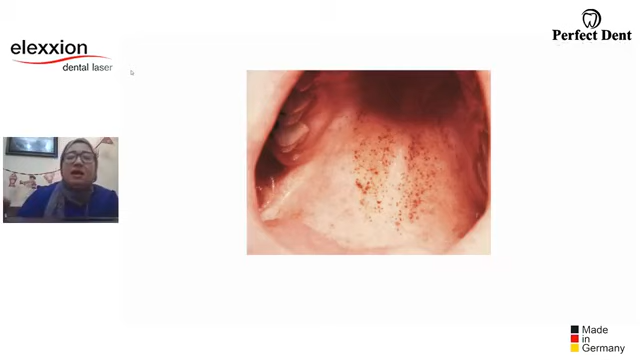 elexxion
dental laser
Perfect Dent
Made
in
Germany